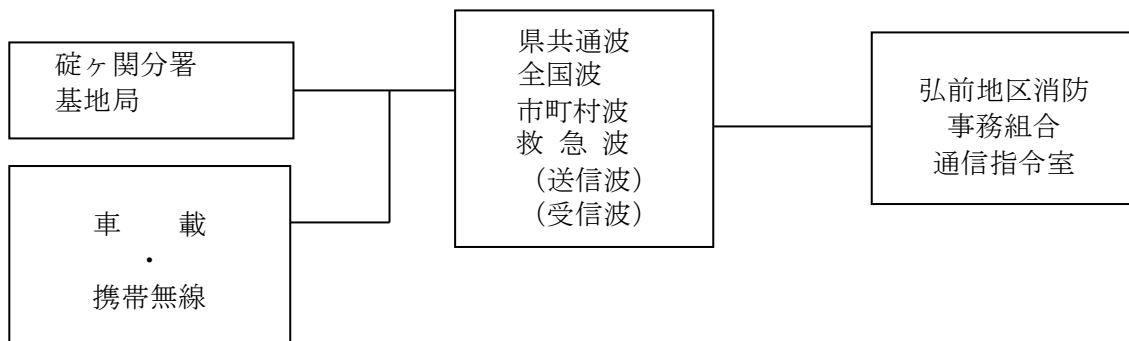 碇ヶ関分署
基地局
車　　載
・
携帯無線
県共通波
全国波
市町村波
救 急 波
（送信波）
（受信波）
弘前地区消防
事務組合
通信指令室